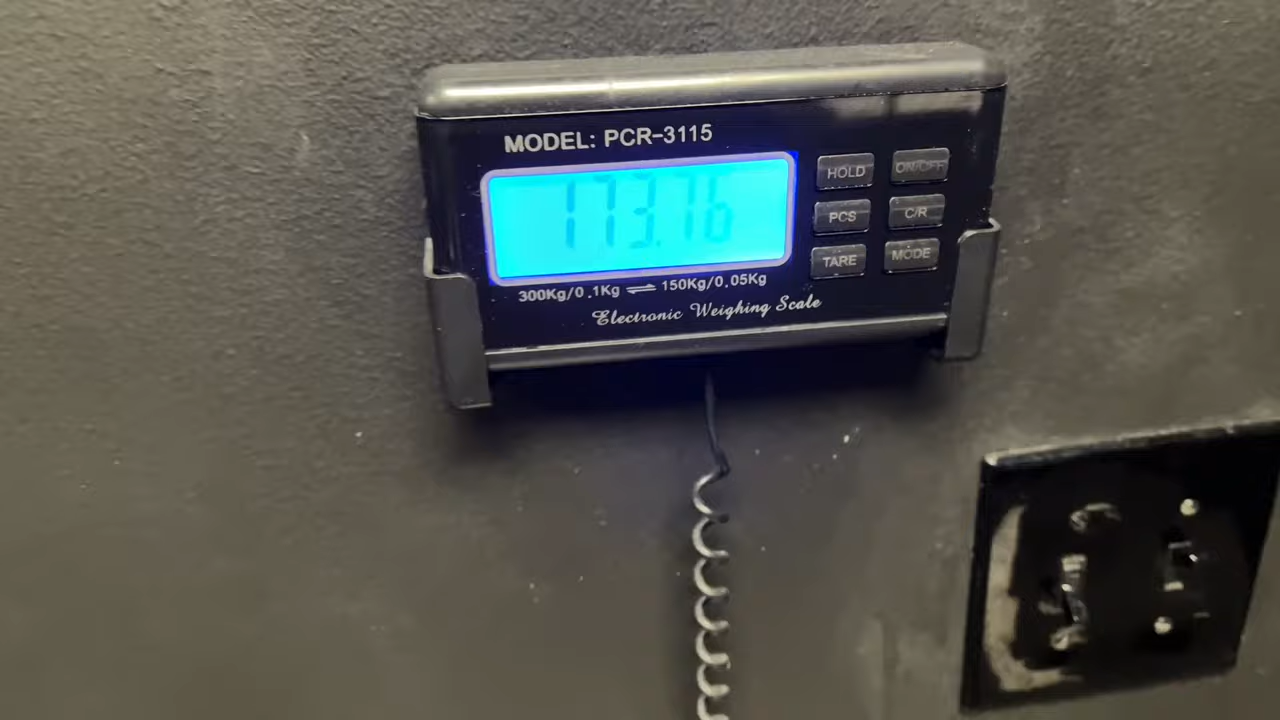 MODEL: PCR-3115
173.76
HOLD
ON/OFF
PCS
C/R
TARE
MODE
300Kg/0.1Kg ⇌ 150Kg/0.05Kg
Electronic Weighing Scale